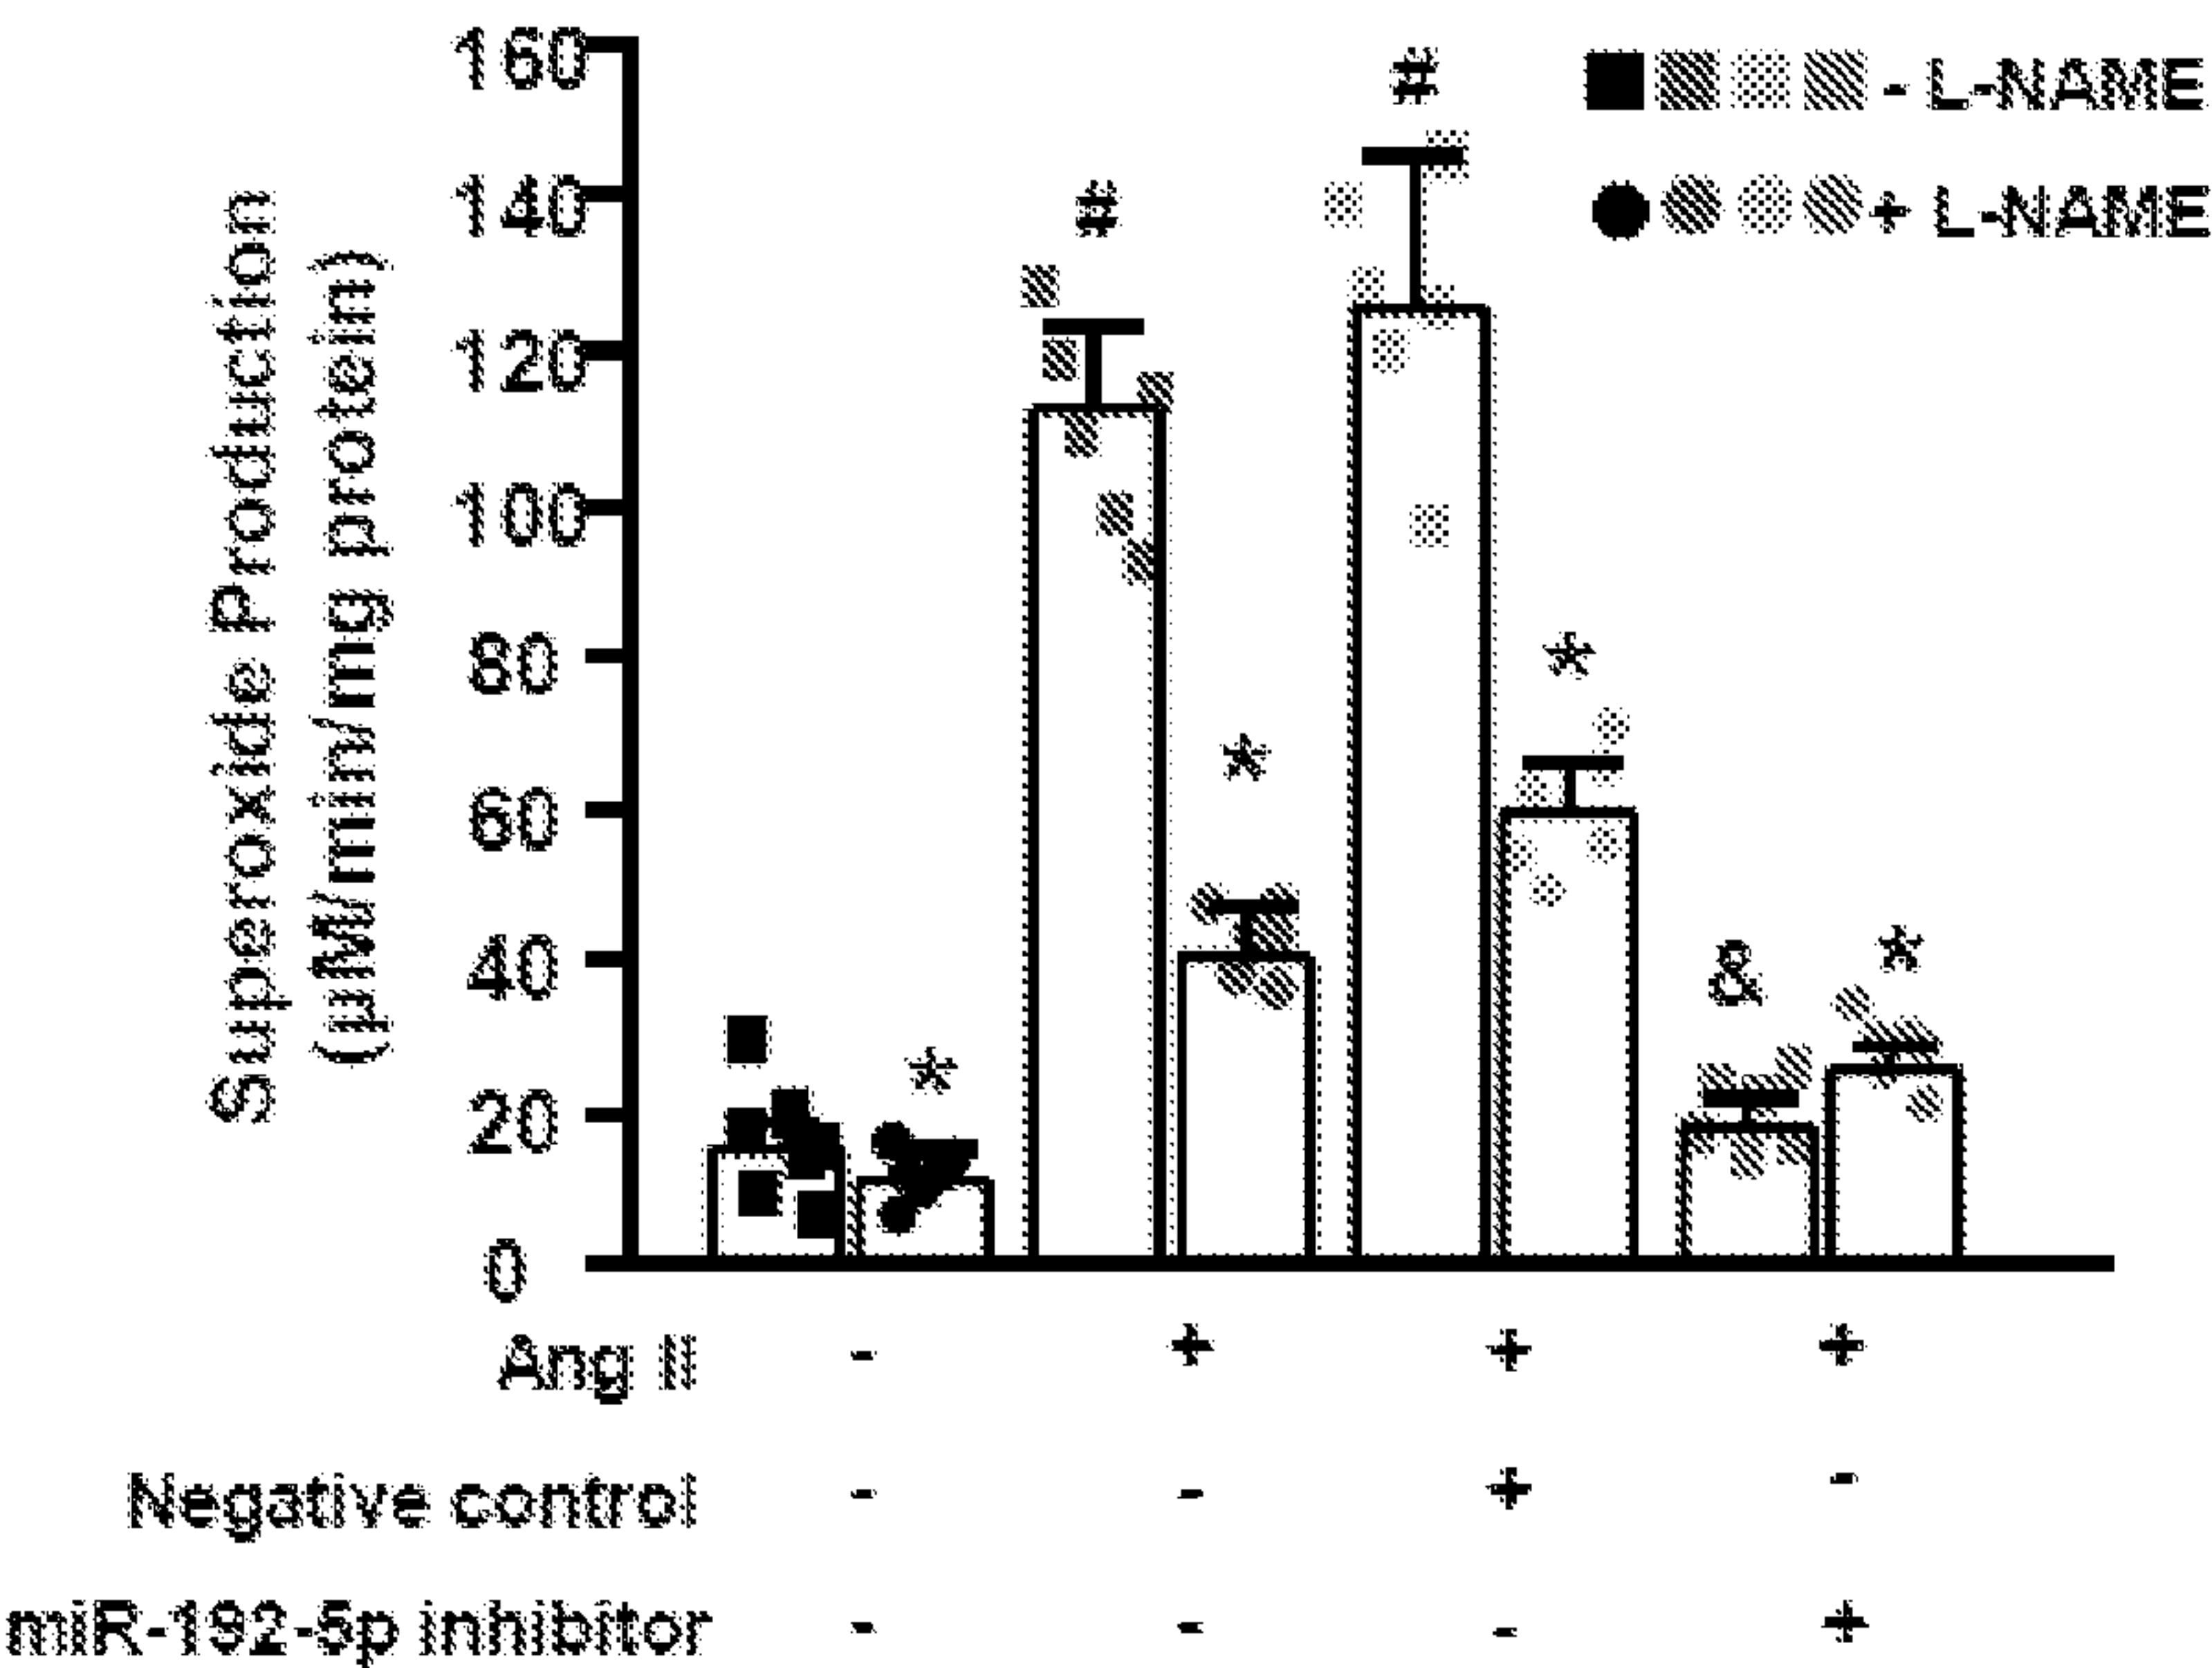 Superoxide Production
(µM/min/mg protein)
160
140
120
100
80
60
40
20
0
- L-NAME
+ L-NAME
#
#
*
*
*
&
*
Ang II - + + +
Negative control - - + -
miR-192-5p inhibitor - - - +